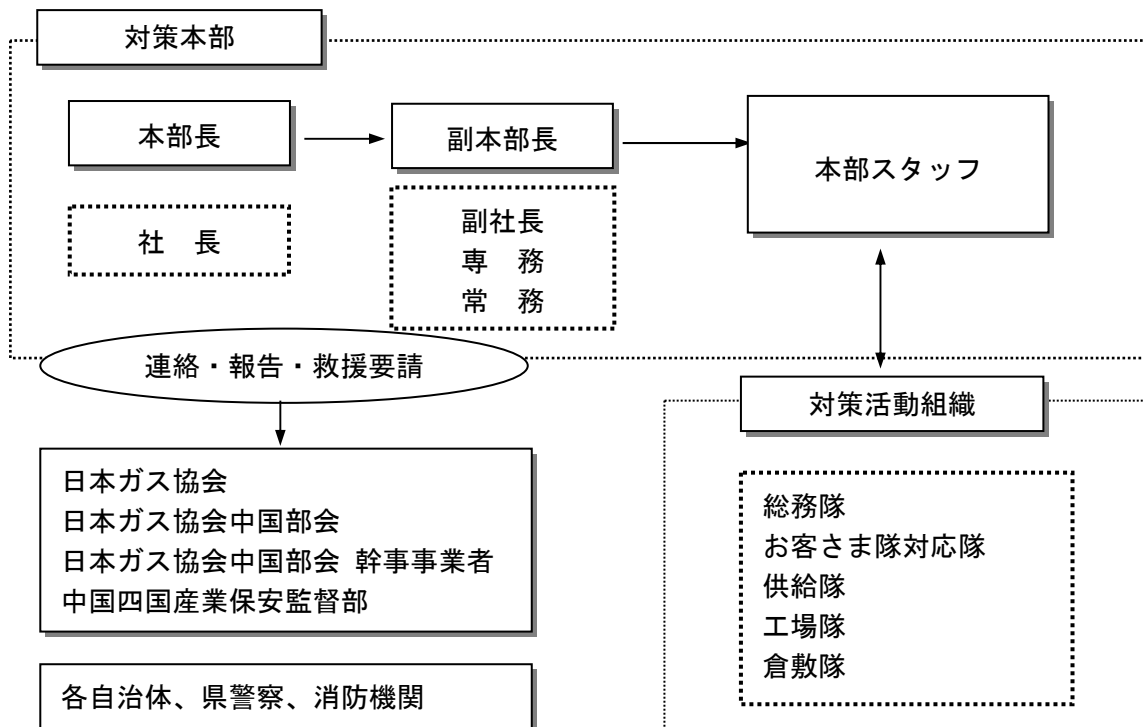 対策本部
本部長
副本部長
本部スタッフ
社　長
副社長
専　務
常　務
連絡・報告・救援要請
対策活動組織
日本ガス協会
日本ガス協会中国部会
日本ガス協会中国部会 幹事事業者
中国四国産業保安監督部
総務隊
お客さま隊対応隊
供給隊
工場隊
倉敷隊
各自治体、県警察、消防機関